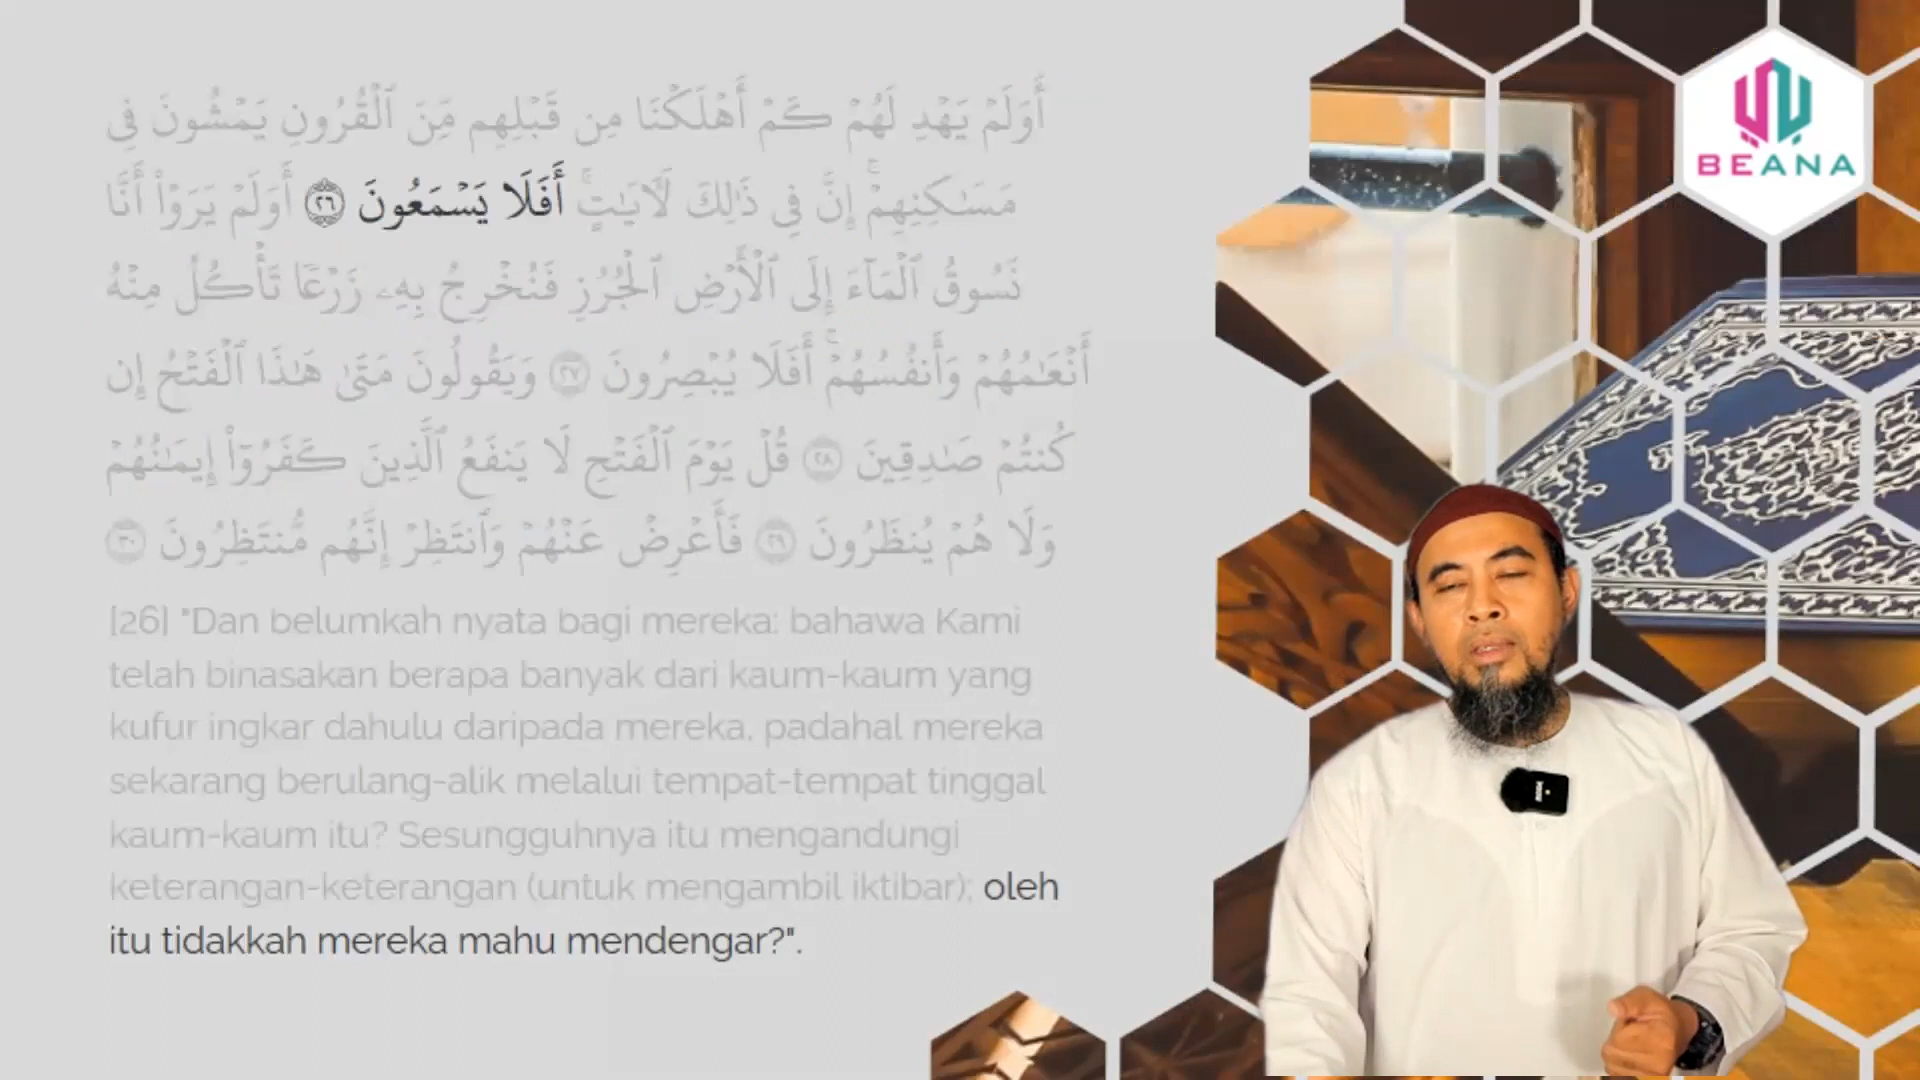 أَوَلَمْ يَهْدِ لَهُمْ كَمْ أَهْلَكْنَا مِن قَبْلِهِم مِّنَ ٱلْقُرُونِ يَمْشُونَ فِى
مَسَـٰكِنِهِمْ ۚ إِنَّ فِى ذَٰلِكَ لَـَٔايَـٰتٍ ۖ أَفَلَا يَسْمَعُونَ ٢٦ أَوَلَمْ يَرَوْا۟ أَنَّا
نَسُوقُ ٱلْمَآءَ إِلَى ٱلْأَرْضِ ٱلْجُرُزِ فَنُخْرِجُ بِهِۦ زَرْعًا تَأْكُلُ مِنْهُ
أَنْعَـٰمُهُمْ وَأَنفُسُهُمْ ۚ أَفَلَا يُبْصِرُونَ ٢٧ وَيَقُولُونَ مَتَىٰ هَـٰذَا ٱلْفَتْحُ إِن
كُنتُمْ صَـٰدِقِينَ ٢٨ قُلْ يَوْمَ ٱلْفَتْحِ لَا يَنفَعُ ٱلَّذِينَ كَفَرُوٓا۟ إِيمَـٰنُهُمْ
وَلَا هُمْ يُنظَرُونَ ٢٩ فَأَعْرِضْ عَنْهُمْ وَٱنتَظِرْ إِنَّهُم مُّنتَظِرُونَ ٣٠
[26] "Dan belumkah nyata bagi mereka: bahawa Kami
telah binasakan berapa banyak dari kaum-kaum yang
kufur ingkar dahulu daripada mereka, padahal mereka
sekarang berulang-alik melalui tempat-tempat tinggal
kaum-kaum itu? Sesungguhnya itu mengandungi
keterangan-keterangan (untuk mengambil iktibar); oleh
itu tidakkah mereka mahu mendengar?".
BEANA